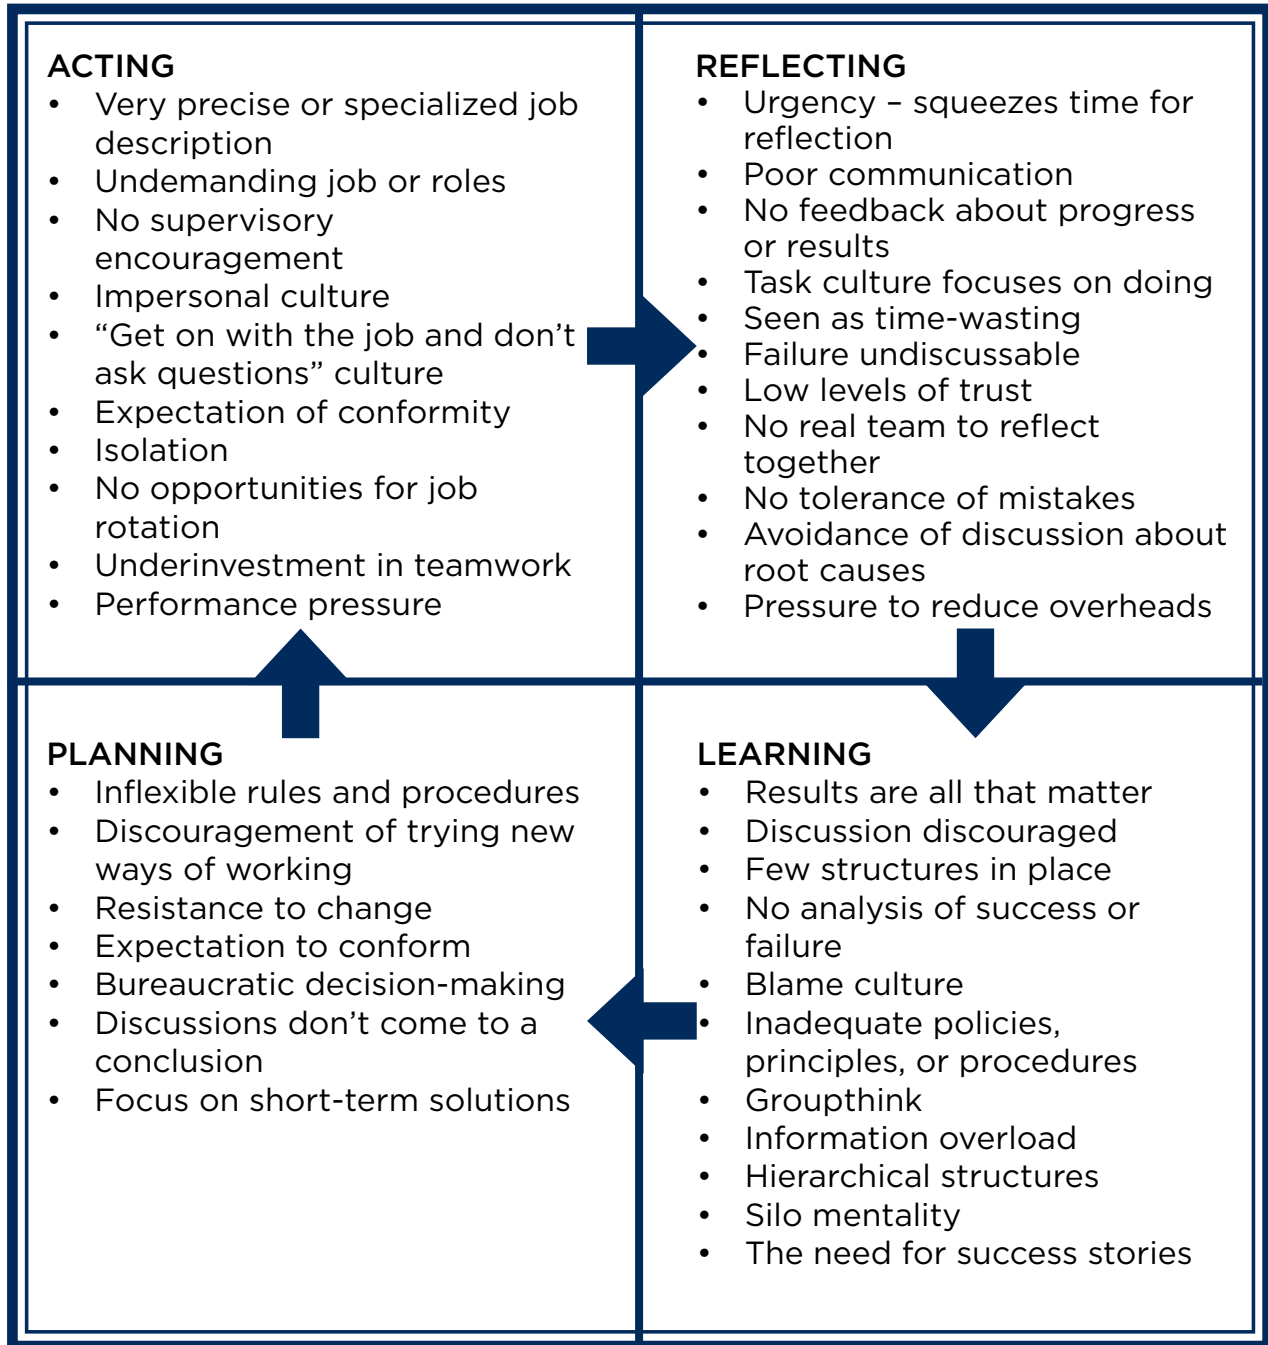 ACTING
• Very precise or specialized job
description
• Undemanding job or roles
• No supervisory
encouragement
• Impersonal culture
• “Get on with the job and don’t
ask questions” culture
• Expectation of conformity
• Isolation
• No opportunities for job
rotation
• Underinvestment in teamwork
• Performance pressure
REFLECTING
• Urgency – squeezes time for
reflection
• Poor communication
• No feedback about progress
or results
• Task culture focuses on doing
• Seen as time-wasting
• Failure undiscussable
• Low levels of trust
• No real team to reflect
together
• No tolerance of mistakes
• Avoidance of discussion about
root causes
• Pressure to reduce overheads
PLANNING
• Inflexible rules and procedures
• Discouragement of trying new
ways of working
• Resistance to change
• Expectation to conform
• Bureaucratic decision-making
• Discussions don’t come to a
conclusion
• Focus on short-term solutions
LEARNING
• Results are all that matter
• Discussion discouraged
• Few structures in place
• No analysis of success or
failure
• Blame culture
• Inadequate policies,
principles, or procedures
• Groupthink
• Information overload
• Hierarchical structures
• Silo mentality
• The need for success stories